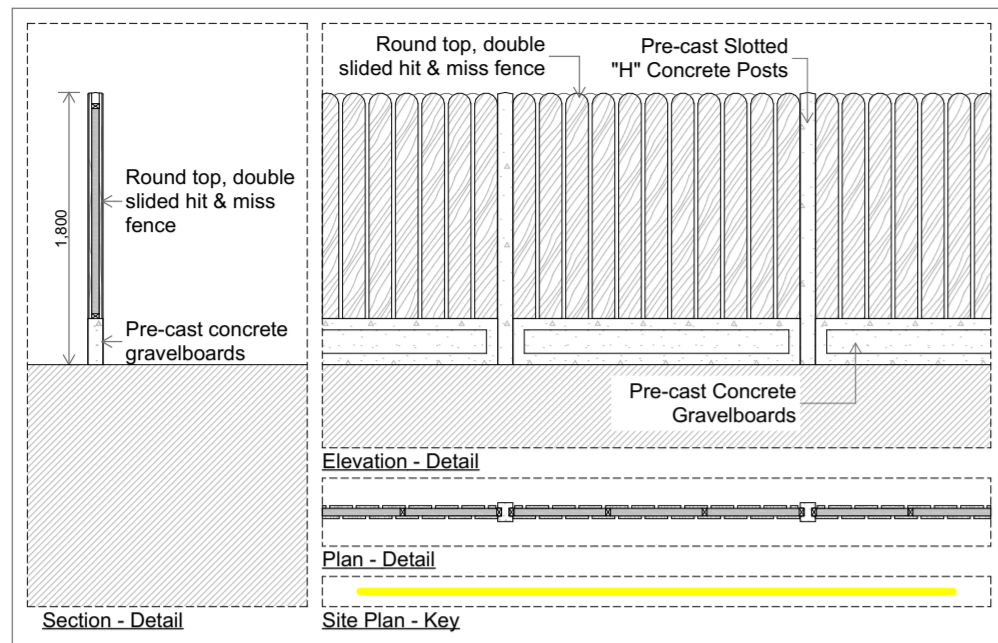 1,800
Round top, double
slided hit & miss
fence
Pre-cast concrete
gravelboards
Section - Detail
Round top, double
slided hit & miss fence
Pre-cast Slotted
"H" Concrete Posts
Pre-cast Concrete
Gravelboards
Elevation - Detail
Plan - Detail
Site Plan - Key